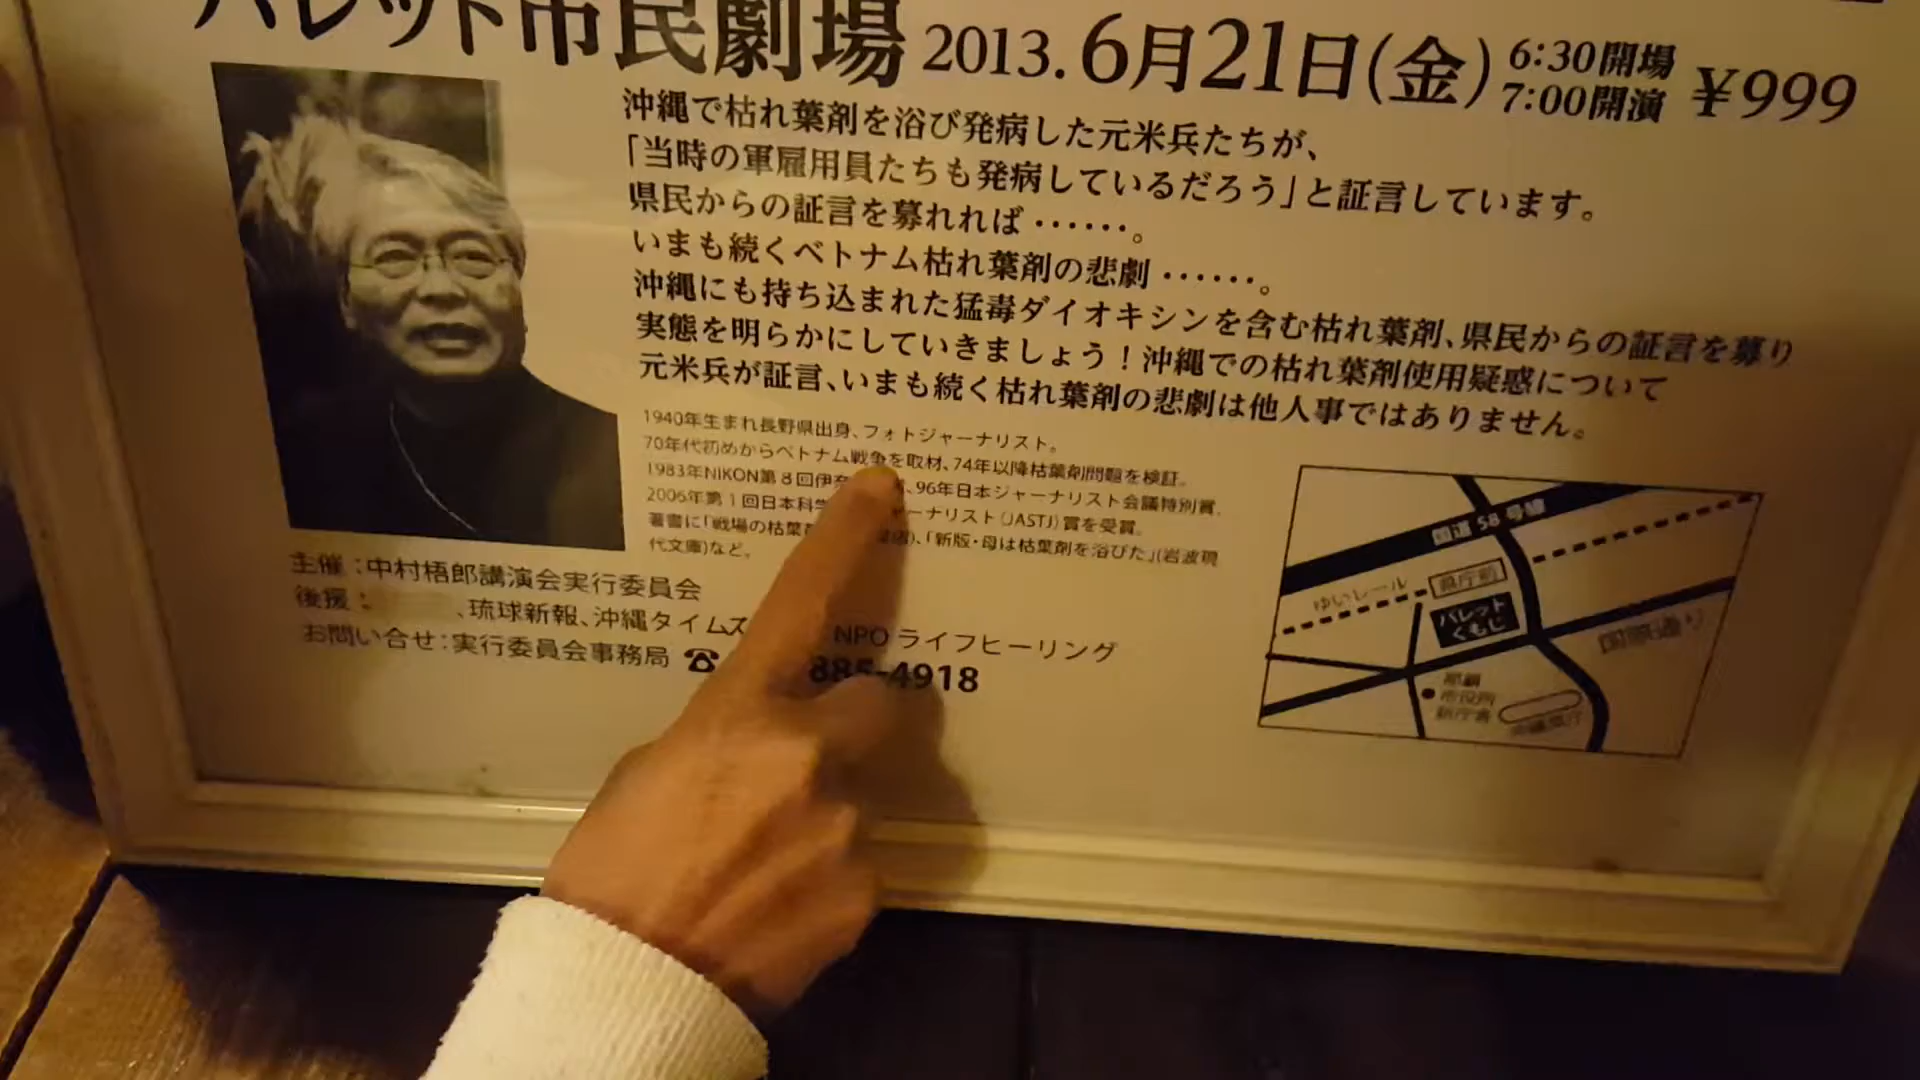 パレット市民劇場 2013. 6月21日(金) 6:30開場 7:00開演 ¥999
沖縄で枯れ葉剤を浴び発病した元米兵たちが、
「当時の軍雇用員たちも発病しているだろう」と証言しています。
県民からの証言を募れれば ……。
いまも続くベトナム枯れ葉剤の悲劇 ……。
沖縄にも持ち込まれた猛毒ダイオキシンを含む枯れ葉剤、県民からの証言を募り
実態を明らかにしていきましょう！沖縄での枯れ葉剤使用疑惑について
元米兵が証言、いまも続く枯れ葉剤の悲劇は他人事ではありません。
1940年生まれ長野県出身、フォトジャーナリスト。
70年代初めからベトナム戦争を取材、74年以降枯葉剤問題を検証。
1983年NIKON第8回伊 、96年日本ジャーナリスト会議特別賞、
2006年第1回日本科学 ャーナリスト(JASTJ)賞を受賞。
著書に「戦場の枯葉 、「新版・母は枯葉剤を浴びた」(岩波現
代文庫)など。
主催：中村梧郎講演会実行委員会
後援： 、琉球新報、沖縄タイムス NPO ライフヒーリング
お問い合せ：実行委員会事務局 ☎ 885-4918
国道 58 号線
ゆいレール
県庁前
パレット
くもじ
国際通り
那覇
市役所
新庁舎